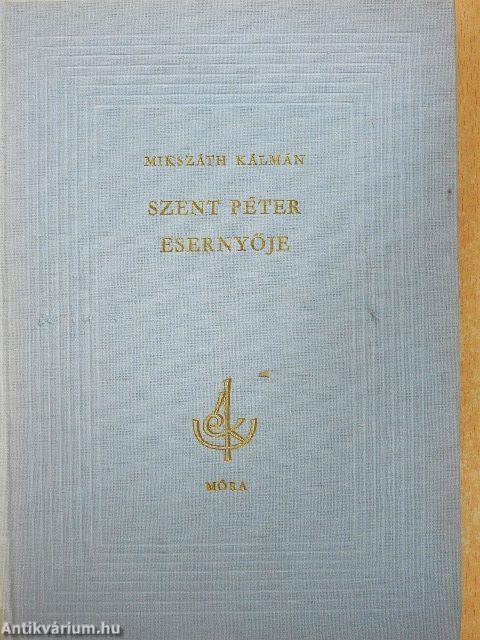 MIKSZÁTH KÁLMÁN
SZENT PÉTER
ESERNYŐJE
MÓRA
Antikvárium.hu